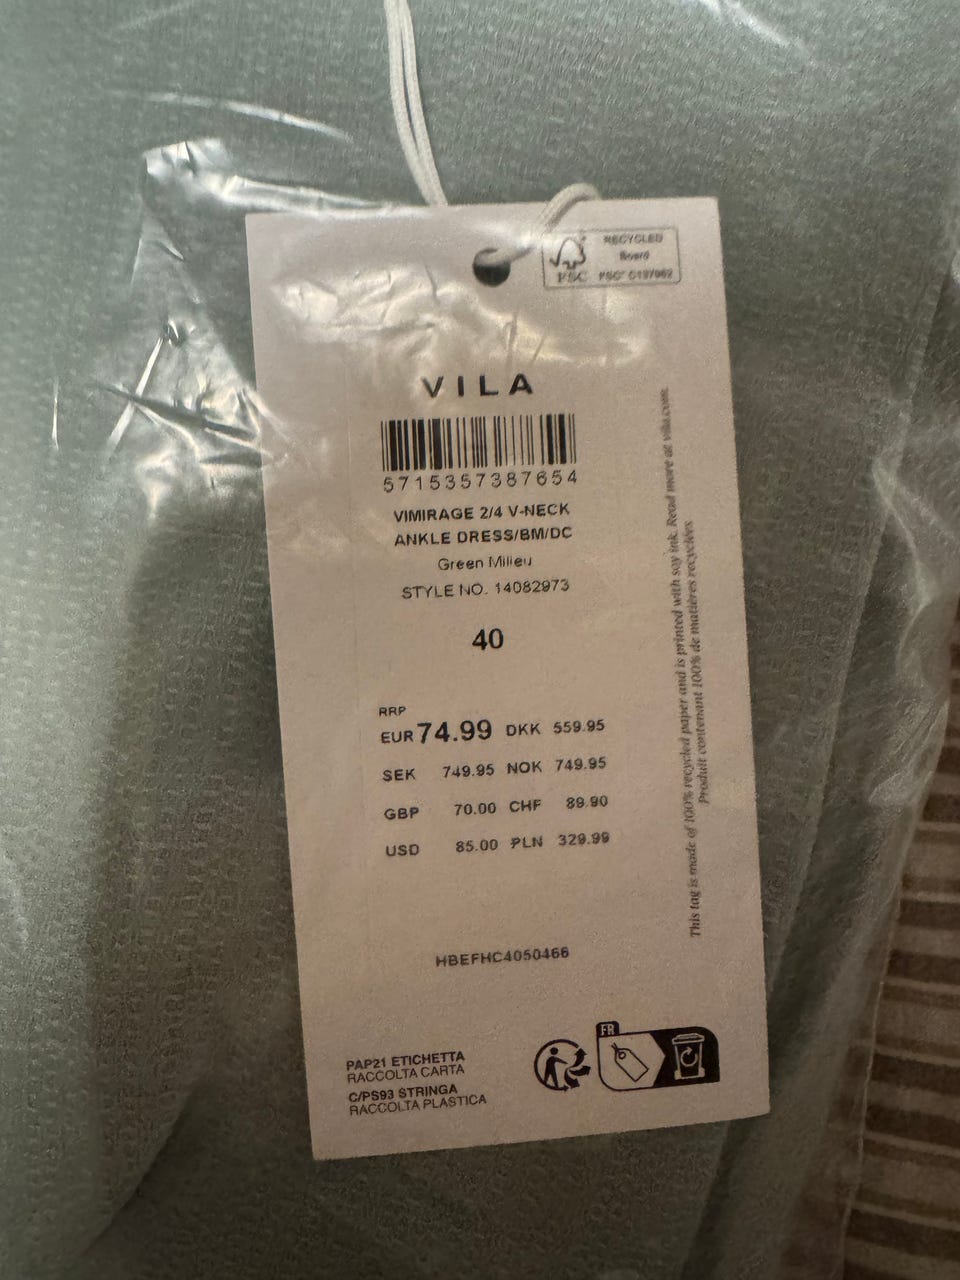 FSC
RECYCLED
Board
FSC® C197962
VILA
5715357387654
VIMIRAGE 2/4 V-NECK
ANKLE DRESS/BM/DC
Green Milieu
STYLE NO. 14082973
40
RRP
EUR 74.99 DKK 559.95
SEK 749.95 NOK 749.95
GBP 70.00 CHF 89.90
USD 85.00 PLN 329.99
HBEFHC4050466
This tag is made of 100% recycled paper and is printed with soy ink. Read more at vila.com
Produit contenant 100% de matières recyclées
FR
PAP21 ETICHETTA
RACCOLTA CARTA
C/PS93 STRINGA
RACCOLTA PLASTICA